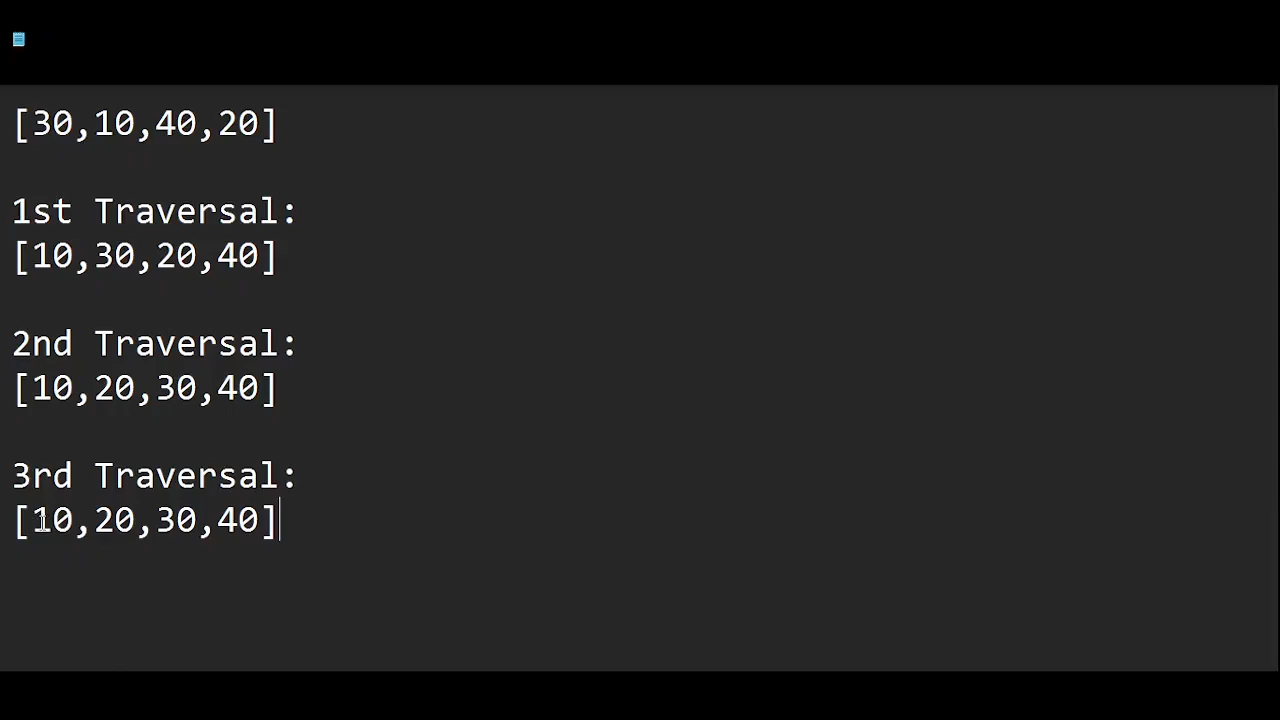 [30,10,40,20]
1st Traversal:
[10,30,20,40]
2nd Traversal:
[10,20,30,40]
3rd Traversal:
[10,20,30,40]